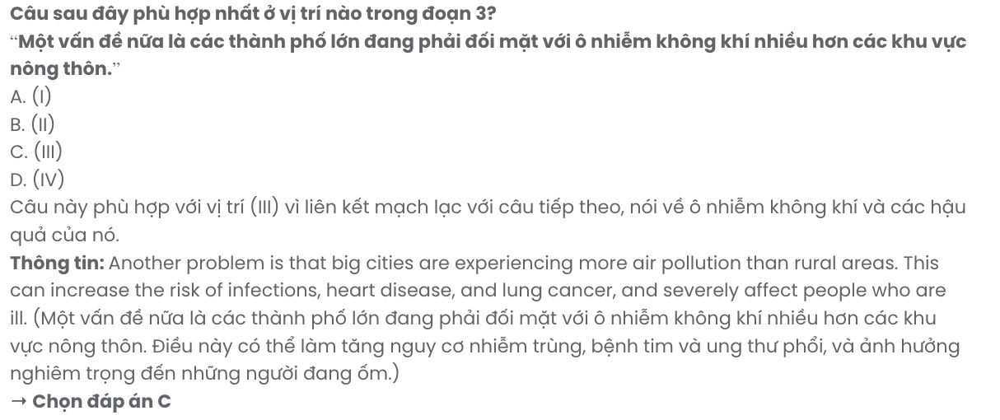 Câu sau đây phù hợp nhất ở vị trí nào trong đoạn 3?
“Một vấn đề nữa là các thành phố lớn đang phải đối mặt với ô nhiễm không khí nhiều hơn các khu vực
nông thôn.”
A. (I)
B. (II)
C. (III)
D. (IV)
Câu này phù hợp với vị trí (III) vì liên kết mạch lạc với câu tiếp theo, nói về ô nhiễm không khí và các hậu
quả của nó.
Thông tin: Another problem is that big cities are experiencing more air pollution than rural areas. This
can increase the risk of infections, heart disease, and lung cancer, and severely affect people who are
ill. (Một vấn đề nữa là các thành phố lớn đang phải đối mặt với ô nhiễm không khí nhiều hơn các khu
vực nông thôn. Điều này có thể làm tăng nguy cơ nhiễm trùng, bệnh tim và ung thư phổi, và ảnh hưởng
nghiêm trọng đến những người đang ốm.)
→ Chọn đáp án C